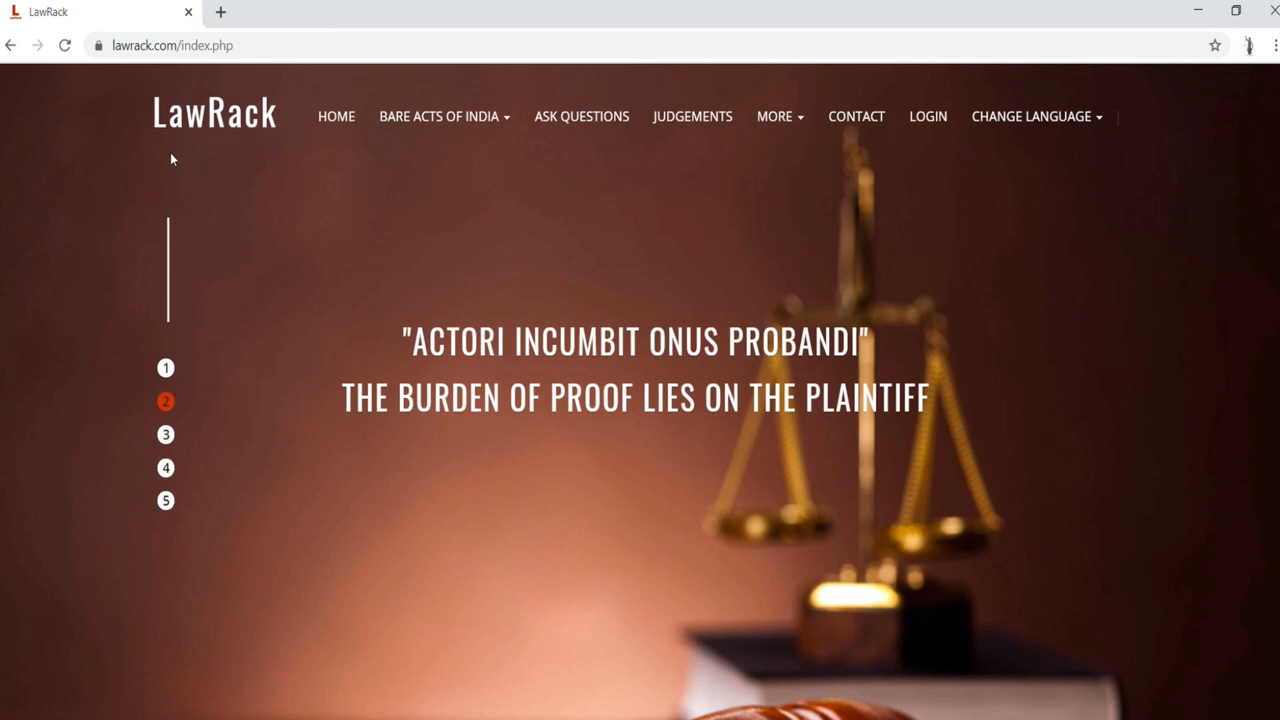 LawRack
lawrack.com/index.php
LawRack HOME BARE ACTS OF INDIA ASK QUESTIONS JUDGEMENTS MORE CONTACT LOGIN CHANGE LANGUAGE
"ACTORI INCUMBIT ONUS PROBANDI"
THE BURDEN OF PROOF LIES ON THE PLAINTIFF
1
2
3
4
5